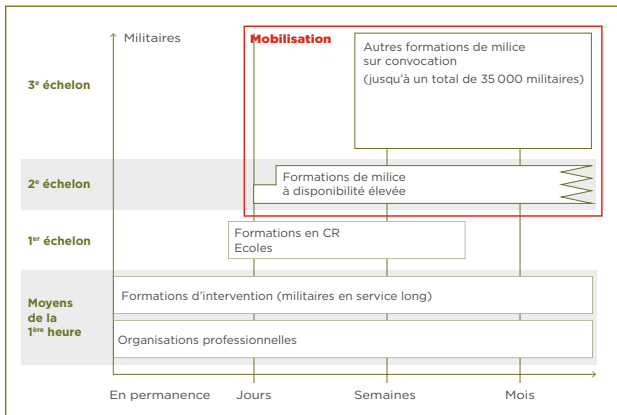 Militaires
Mobilisation
3e échelon
Autres formations de milice
sur convocation
(jusqu'à un total de 35 000 militaires)
2e échelon
Formations de milice
à disponibilité élevée
1er échelon
Formations en CR
Ecoles
Moyens
de la
1ère heure
Formations d'intervention (militaires en service long)
Organisations professionnelles
En permanence
Jours
Semaines
Mois